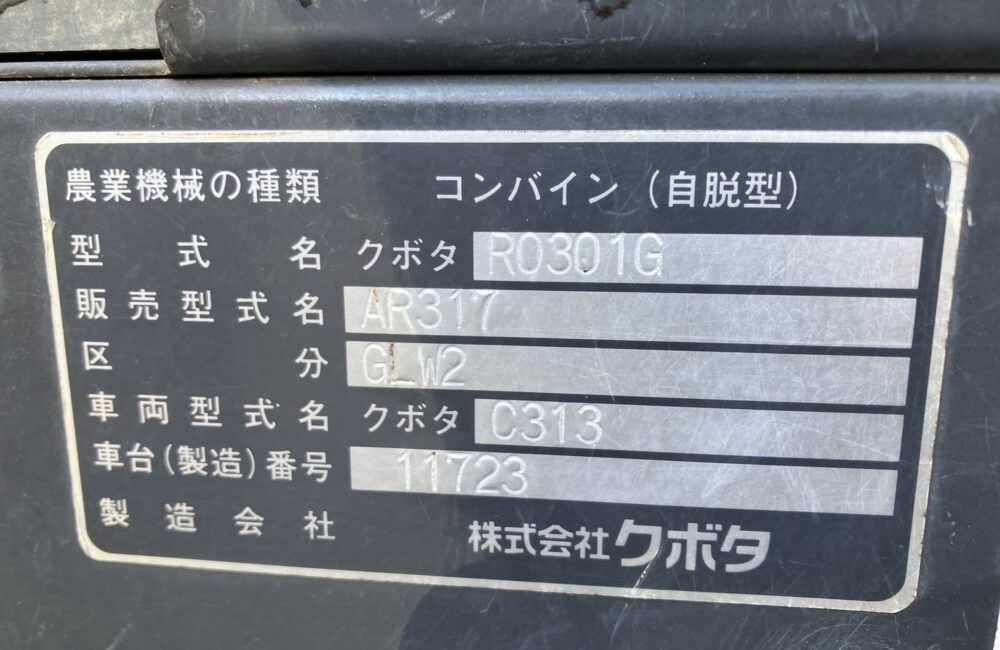 農業機械の種類 コンバイン(自脱型)
型式名 クボタ RO301G
販売型式名 AR317
区分 GLW2
車両型式名 クボタ C313
車台(製造)番号 11723
製造会社 株式会社クボタ